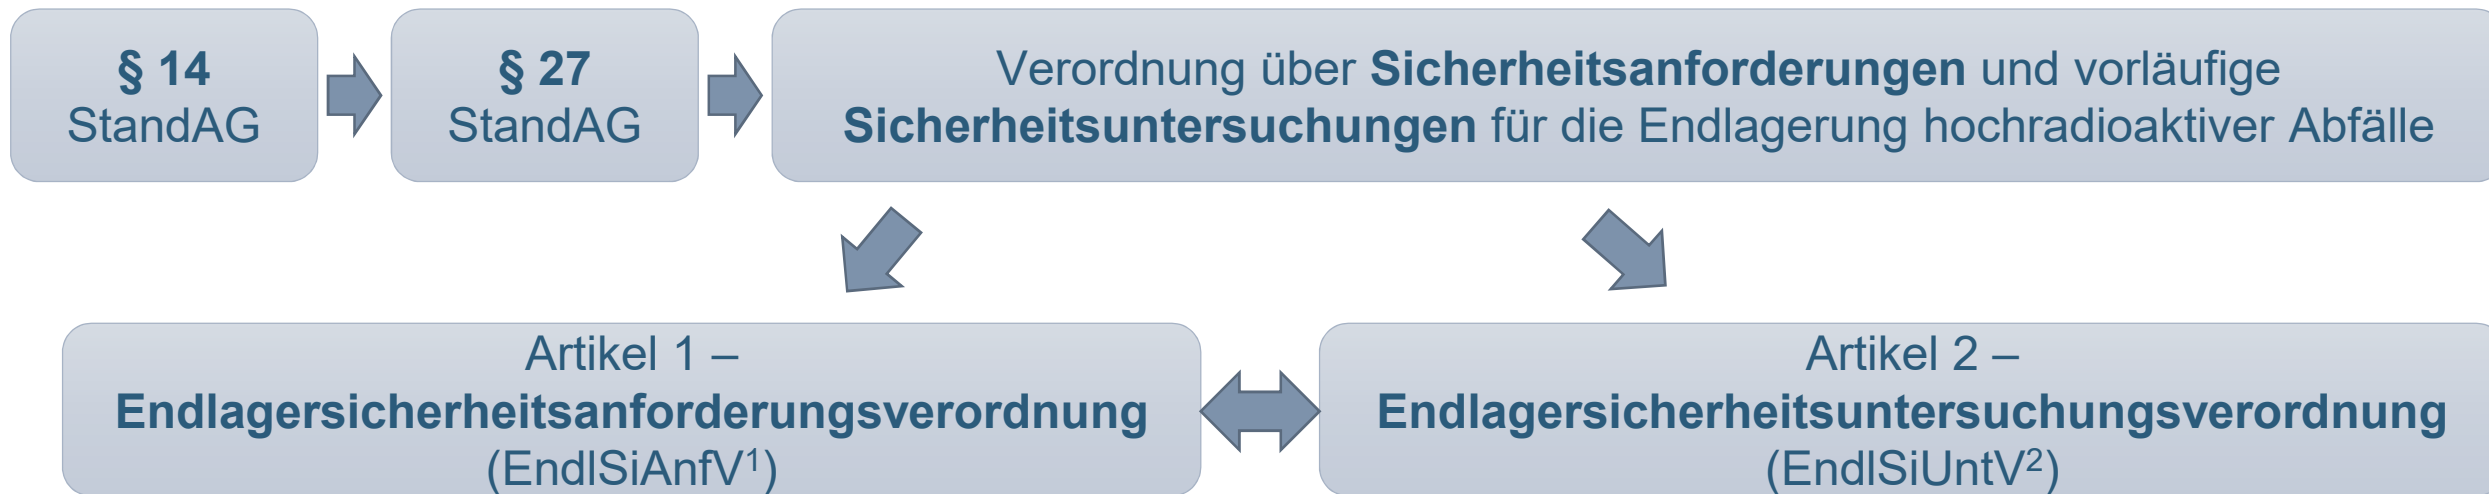 § 14
StandAG
§ 27
StandAG
Verordnung über Sicherheitsanforderungen und vorläufige
Sicherheitsuntersuchungen für die Endlagerung hochradioaktiver Abfälle
Artikel 1 –
Endlagersicherheitsanforderungsverordnung
(EndlSiAnfV¹)
Artikel 2 –
Endlagersicherheitsuntersuchungsverordnung
(EndlSiUntV²)